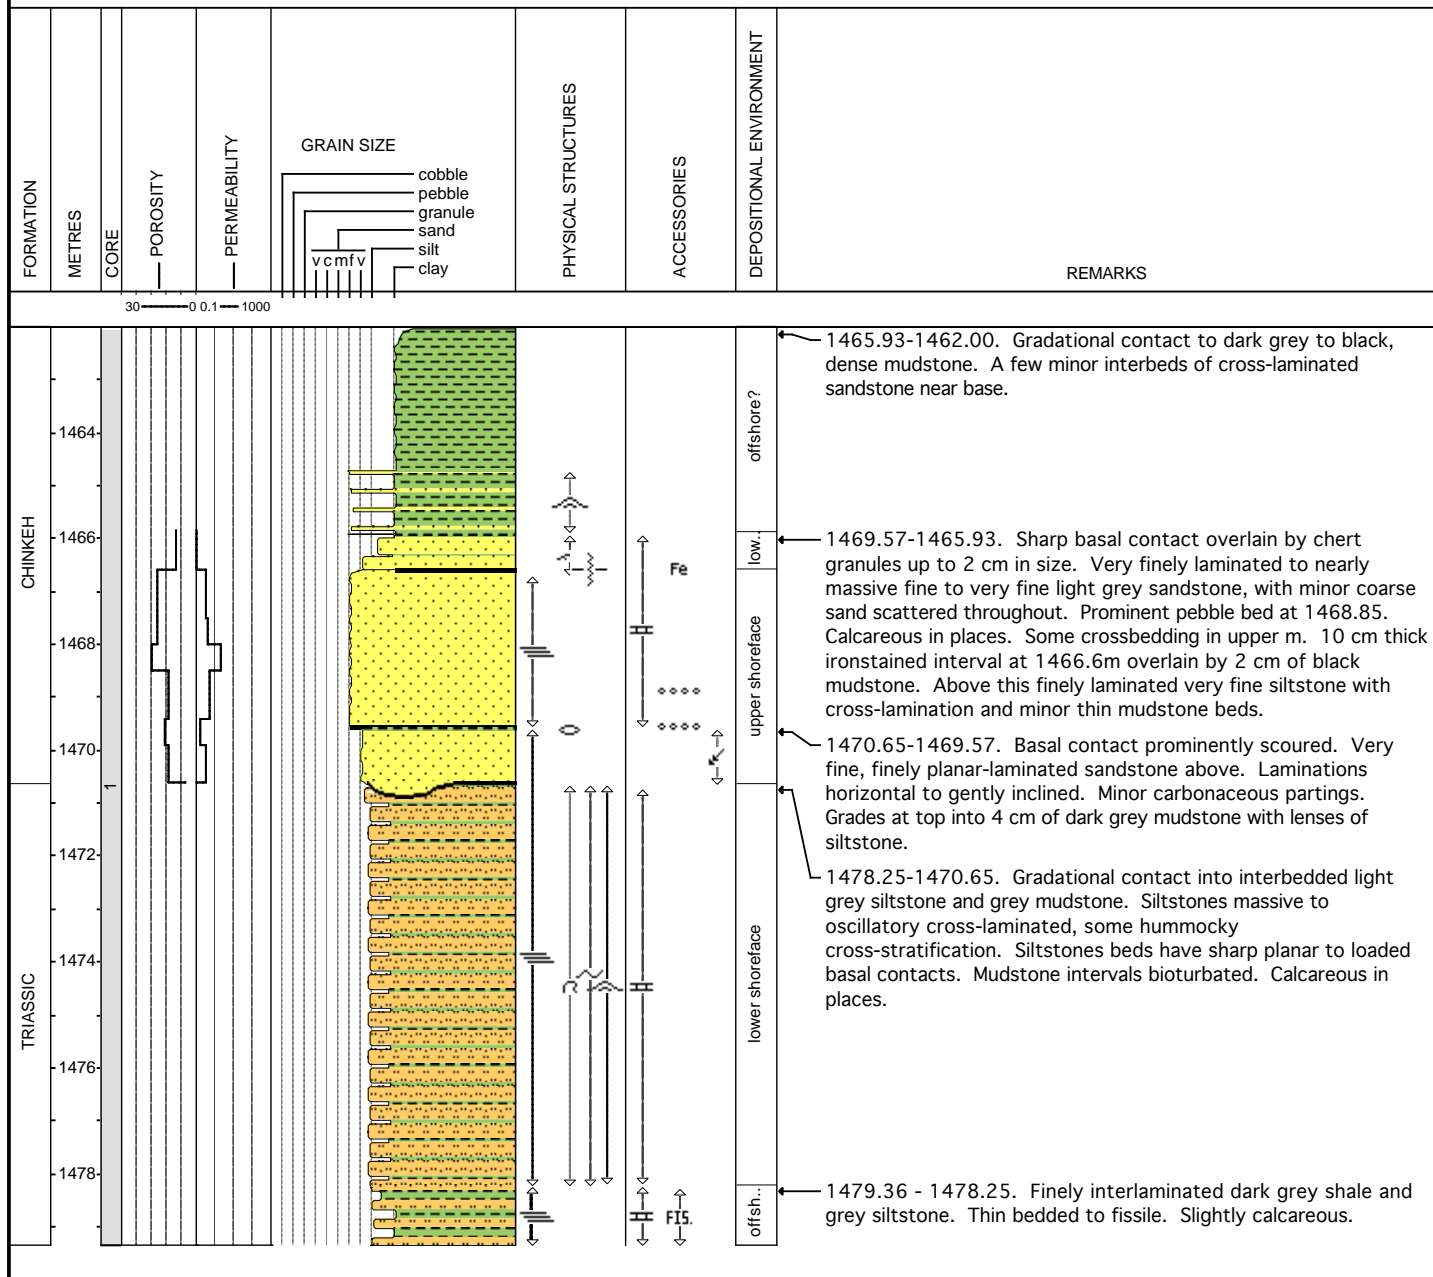 FORMATION
METRES
CORE
POROSITY
PERMEABILITY
GRAIN SIZE
cobble
pebble
granule
sand
silt
clay
v c m f v
PHYSICAL STRUCTURES
ACCESSORIES
DEPOSITIONAL ENVIRONMENT
REMARKS
30 0 0.1 1000
CHINKEH
TRIASSIC
1464
1466
1468
1470
1472
1474
1476
1478
1
Fe
FIS.
offshore?
low.
upper shoreface
lower shoreface
offsh..
1465.93-1462.00. Gradational contact to dark grey to black,
dense mudstone. A few minor interbeds of cross-laminated
sandstone near base.
1469.57-1465.93. Sharp basal contact overlain by chert
granules up to 2 cm in size. Very finely laminated to nearly
massive fine to very fine light grey sandstone, with minor coarse
sand scattered throughout. Prominent pebble bed at 1468.85.
Calcareous in places. Some crossbedding in upper m. 10 cm thick
ironstained interval at 1466.6m overlain by 2 cm of black
mudstone. Above this finely laminated very fine siltstone with
cross-lamination and minor thin mudstone beds.
1470.65-1469.57. Basal contact prominently scoured. Very
fine, finely planar-laminated sandstone above. Laminations
horizontal to gently inclined. Minor carbonaceous partings.
Grades at top into 4 cm of dark grey mudstone with lenses of
siltstone.
1478.25-1470.65. Gradational contact into interbedded light
grey siltstone and grey mudstone. Siltstones massive to
oscillatory cross-laminated, some hummocky
cross-stratification. Siltstones beds have sharp planar to loaded
basal contacts. Mudstone intervals bioturbated. Calcareous in
places.
1479.36 - 1478.25. Finely interlaminated dark grey shale and
grey siltstone. Thin bedded to fissile. Slightly calcareous.